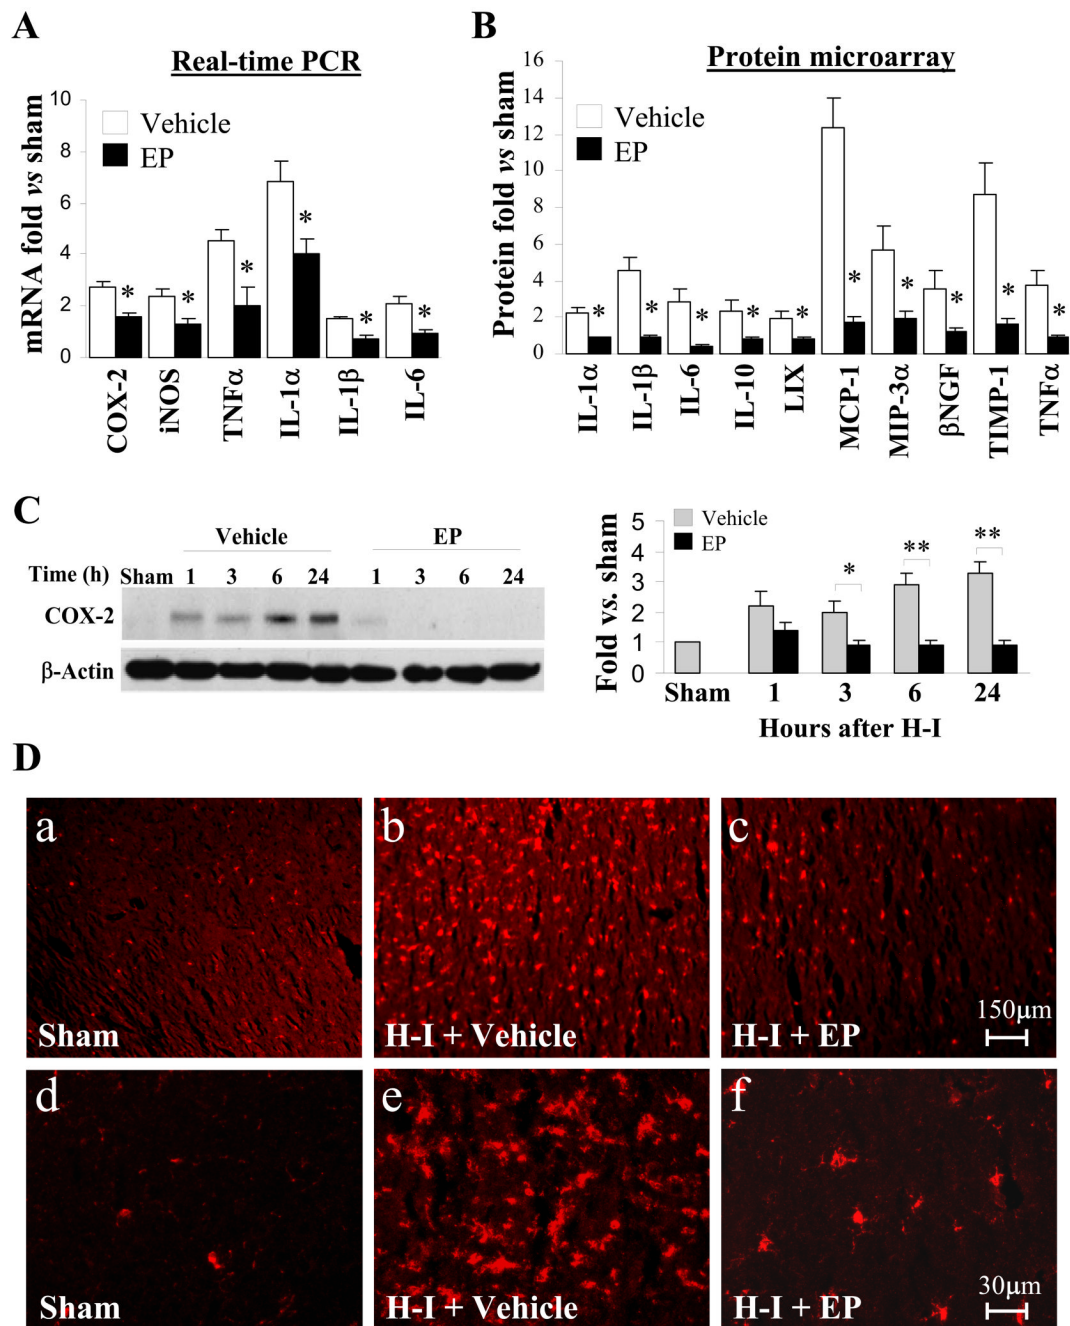 A
Real-time PCR
mRNA fold vs sham
10
8
6
4
2
0
Vehicle
EP
* * * * * *
COX-2
iNOS
TNFα
IL-1α
IL-1β
IL-6
B
Protein microarray
Protein fold vs sham
16
14
12
10
8
6
4
2
0
Vehicle
EP
* * * * * * * * * *
IL-1α
IL-1β
IL-6
IL-10
LIX
MCP-1
MIP-3α
βNGF
TIMP-1
TNFα
C
Vehicle EP
Time (h) Sham 1 3 6 24 1 3 6 24
COX-2
β-Actin
Fold vs. sham
5
4
3
2
1
0
Vehicle
EP
* ** **
Sham 1 3 6 24
Hours after H-I
D
a
Sham
b
H-I + Vehicle
c
H-I + EP
150μm
d
Sham
e
H-I + Vehicle
f
H-I + EP
30μm